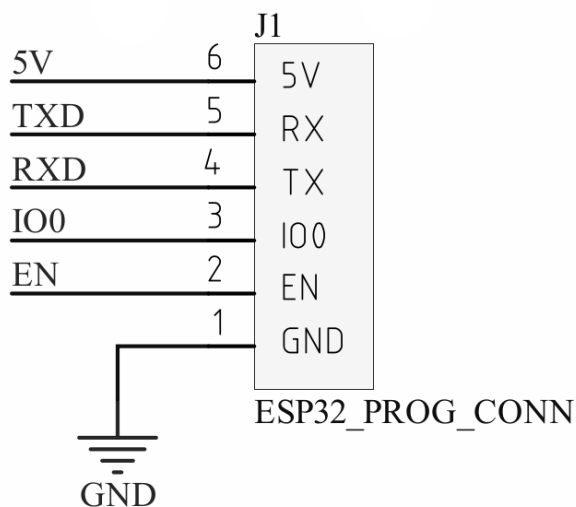 J1
5V 6 5V
TXD 5 RX
RXD 4 TX
IO0 3 IO0
EN 2 EN
1 GND
ESP32_PROG_CONN
GND